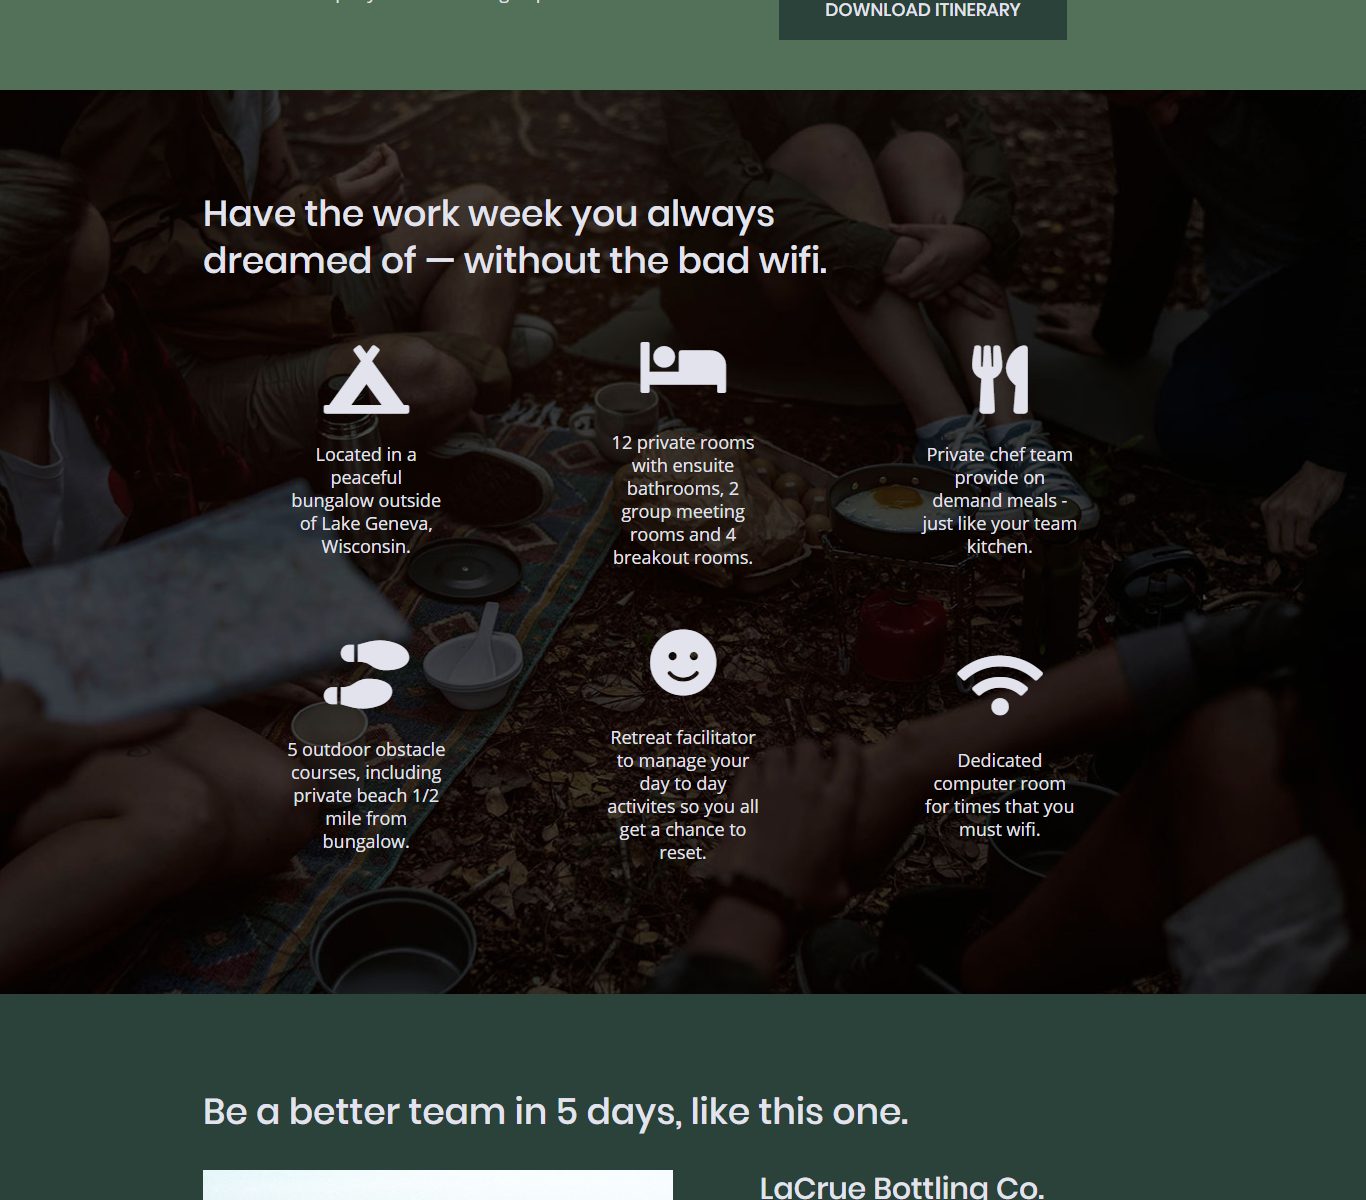 DOWNLOAD ITINERARY
Have the work week you always
dreamed of — without the bad wifi.
Located in a
peaceful
bungalow outside
of Lake Geneva,
Wisconsin.
12 private rooms
with ensuite
bathrooms, 2
group meeting
rooms and 4
breakout rooms.
Private chef team
provide on
demand meals -
just like your team
kitchen.
5 outdoor obstacle
courses, including
private beach 1/2
mile from
bungalow.
Retreat facilitator
to manage your
day to day
activites so you all
get a chance to
reset.
Dedicated
computer room
for times that you
must wifi.
Be a better team in 5 days, like this one.
LaCrue Bottling Co.